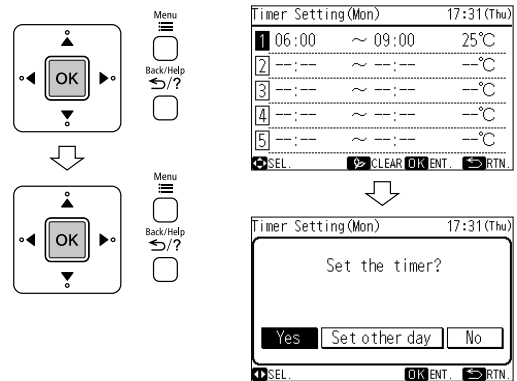 Menu
OK
Back/Help
/?
Menu
OK
Back/Help
/?
Timer Setting(Mon) 17:31(Thu)
1 06:00 ~ 09:00 25℃
2 --:-- ~ --:-- --℃
3 --:-- ~ --:-- --℃
4 --:-- ~ --:-- --℃
5 --:-- ~ --:-- --℃
SEL. CLEAR OK ENT. RTN.
Timer Setting(Mon) 17:31(Thu)
Set the timer?
Yes Set other day No
SEL. OK ENT. RTN.